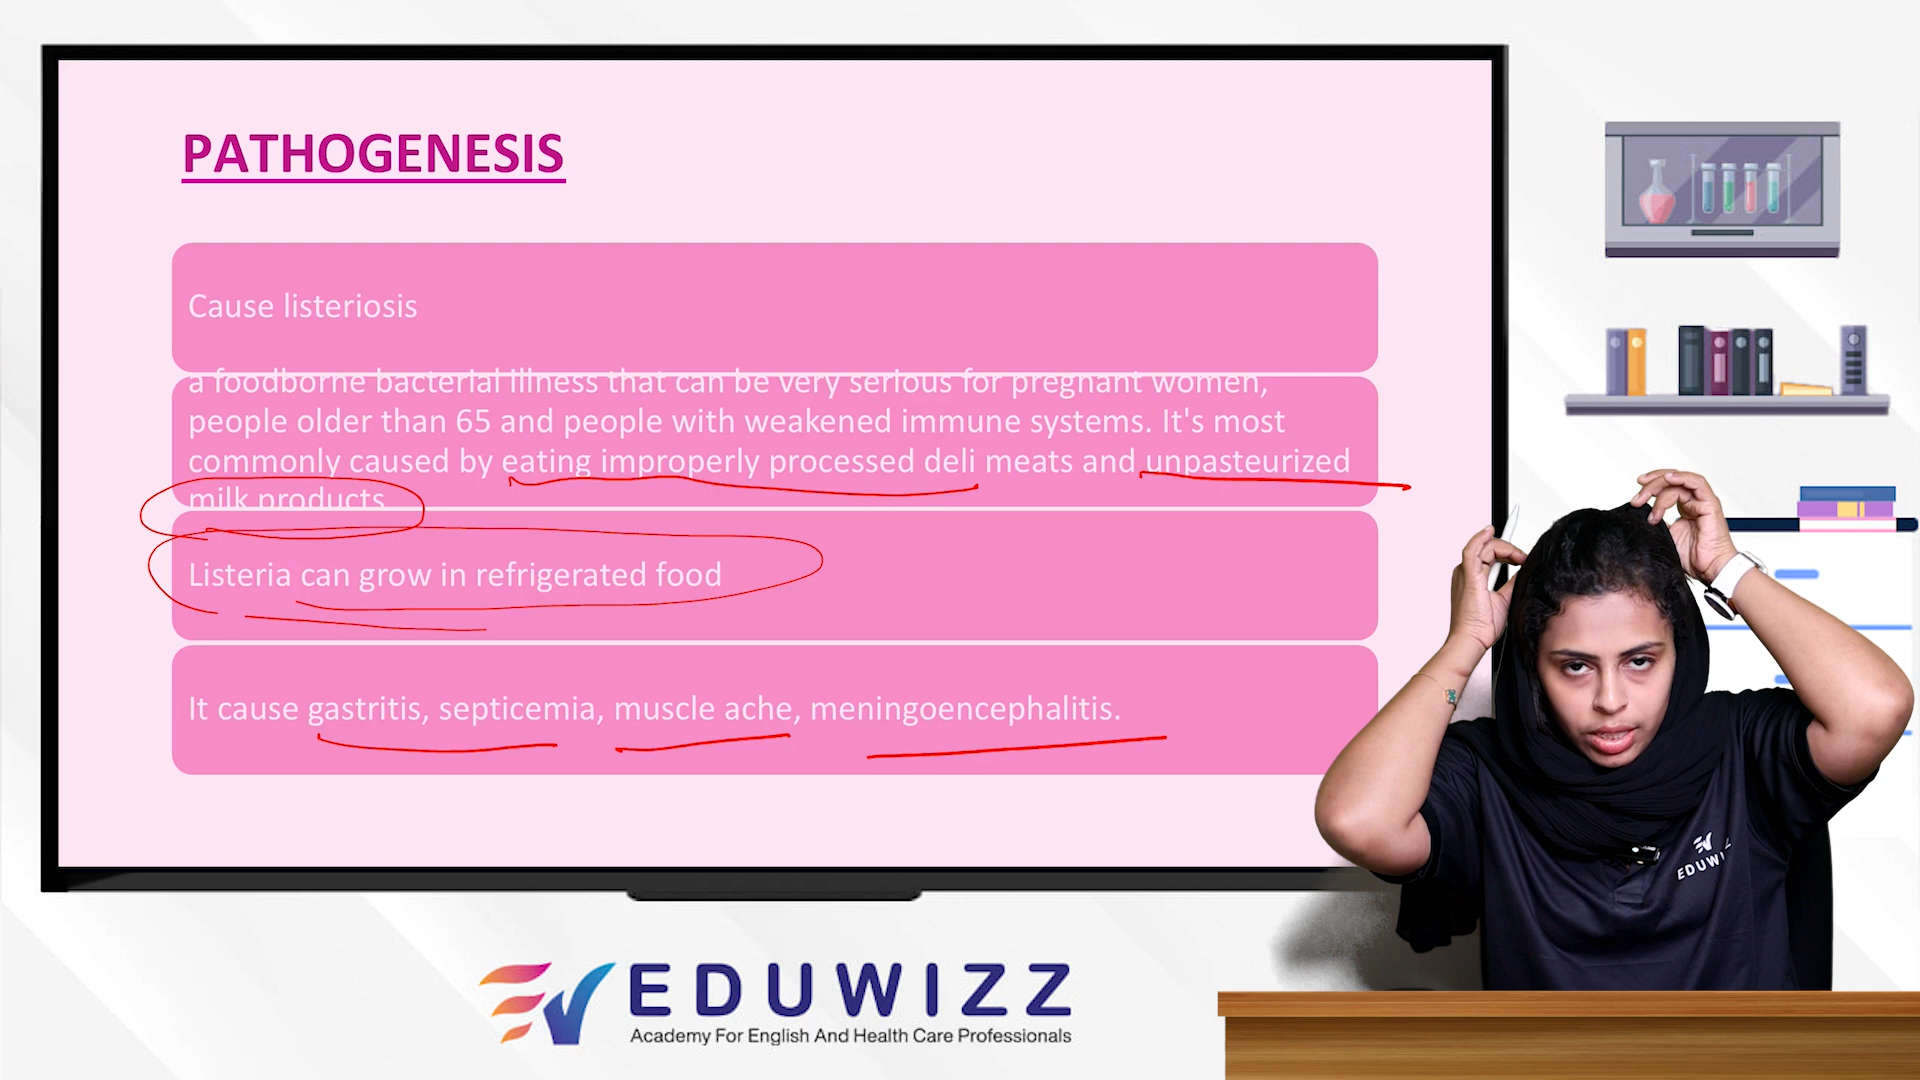 PATHOGENESIS
Cause listeriosis
a foodborne bacterial illness that can be very serious for pregnant women,
people older than 65 and people with weakened immune systems. It's most
commonly caused by eating improperly processed deli meats and unpasteurized
milk products
Listeria can grow in refrigerated food
It cause gastritis, septicemia, muscle ache, meningoencephalitis.
EDUWIZZ
Academy For English And Health Care Professionals